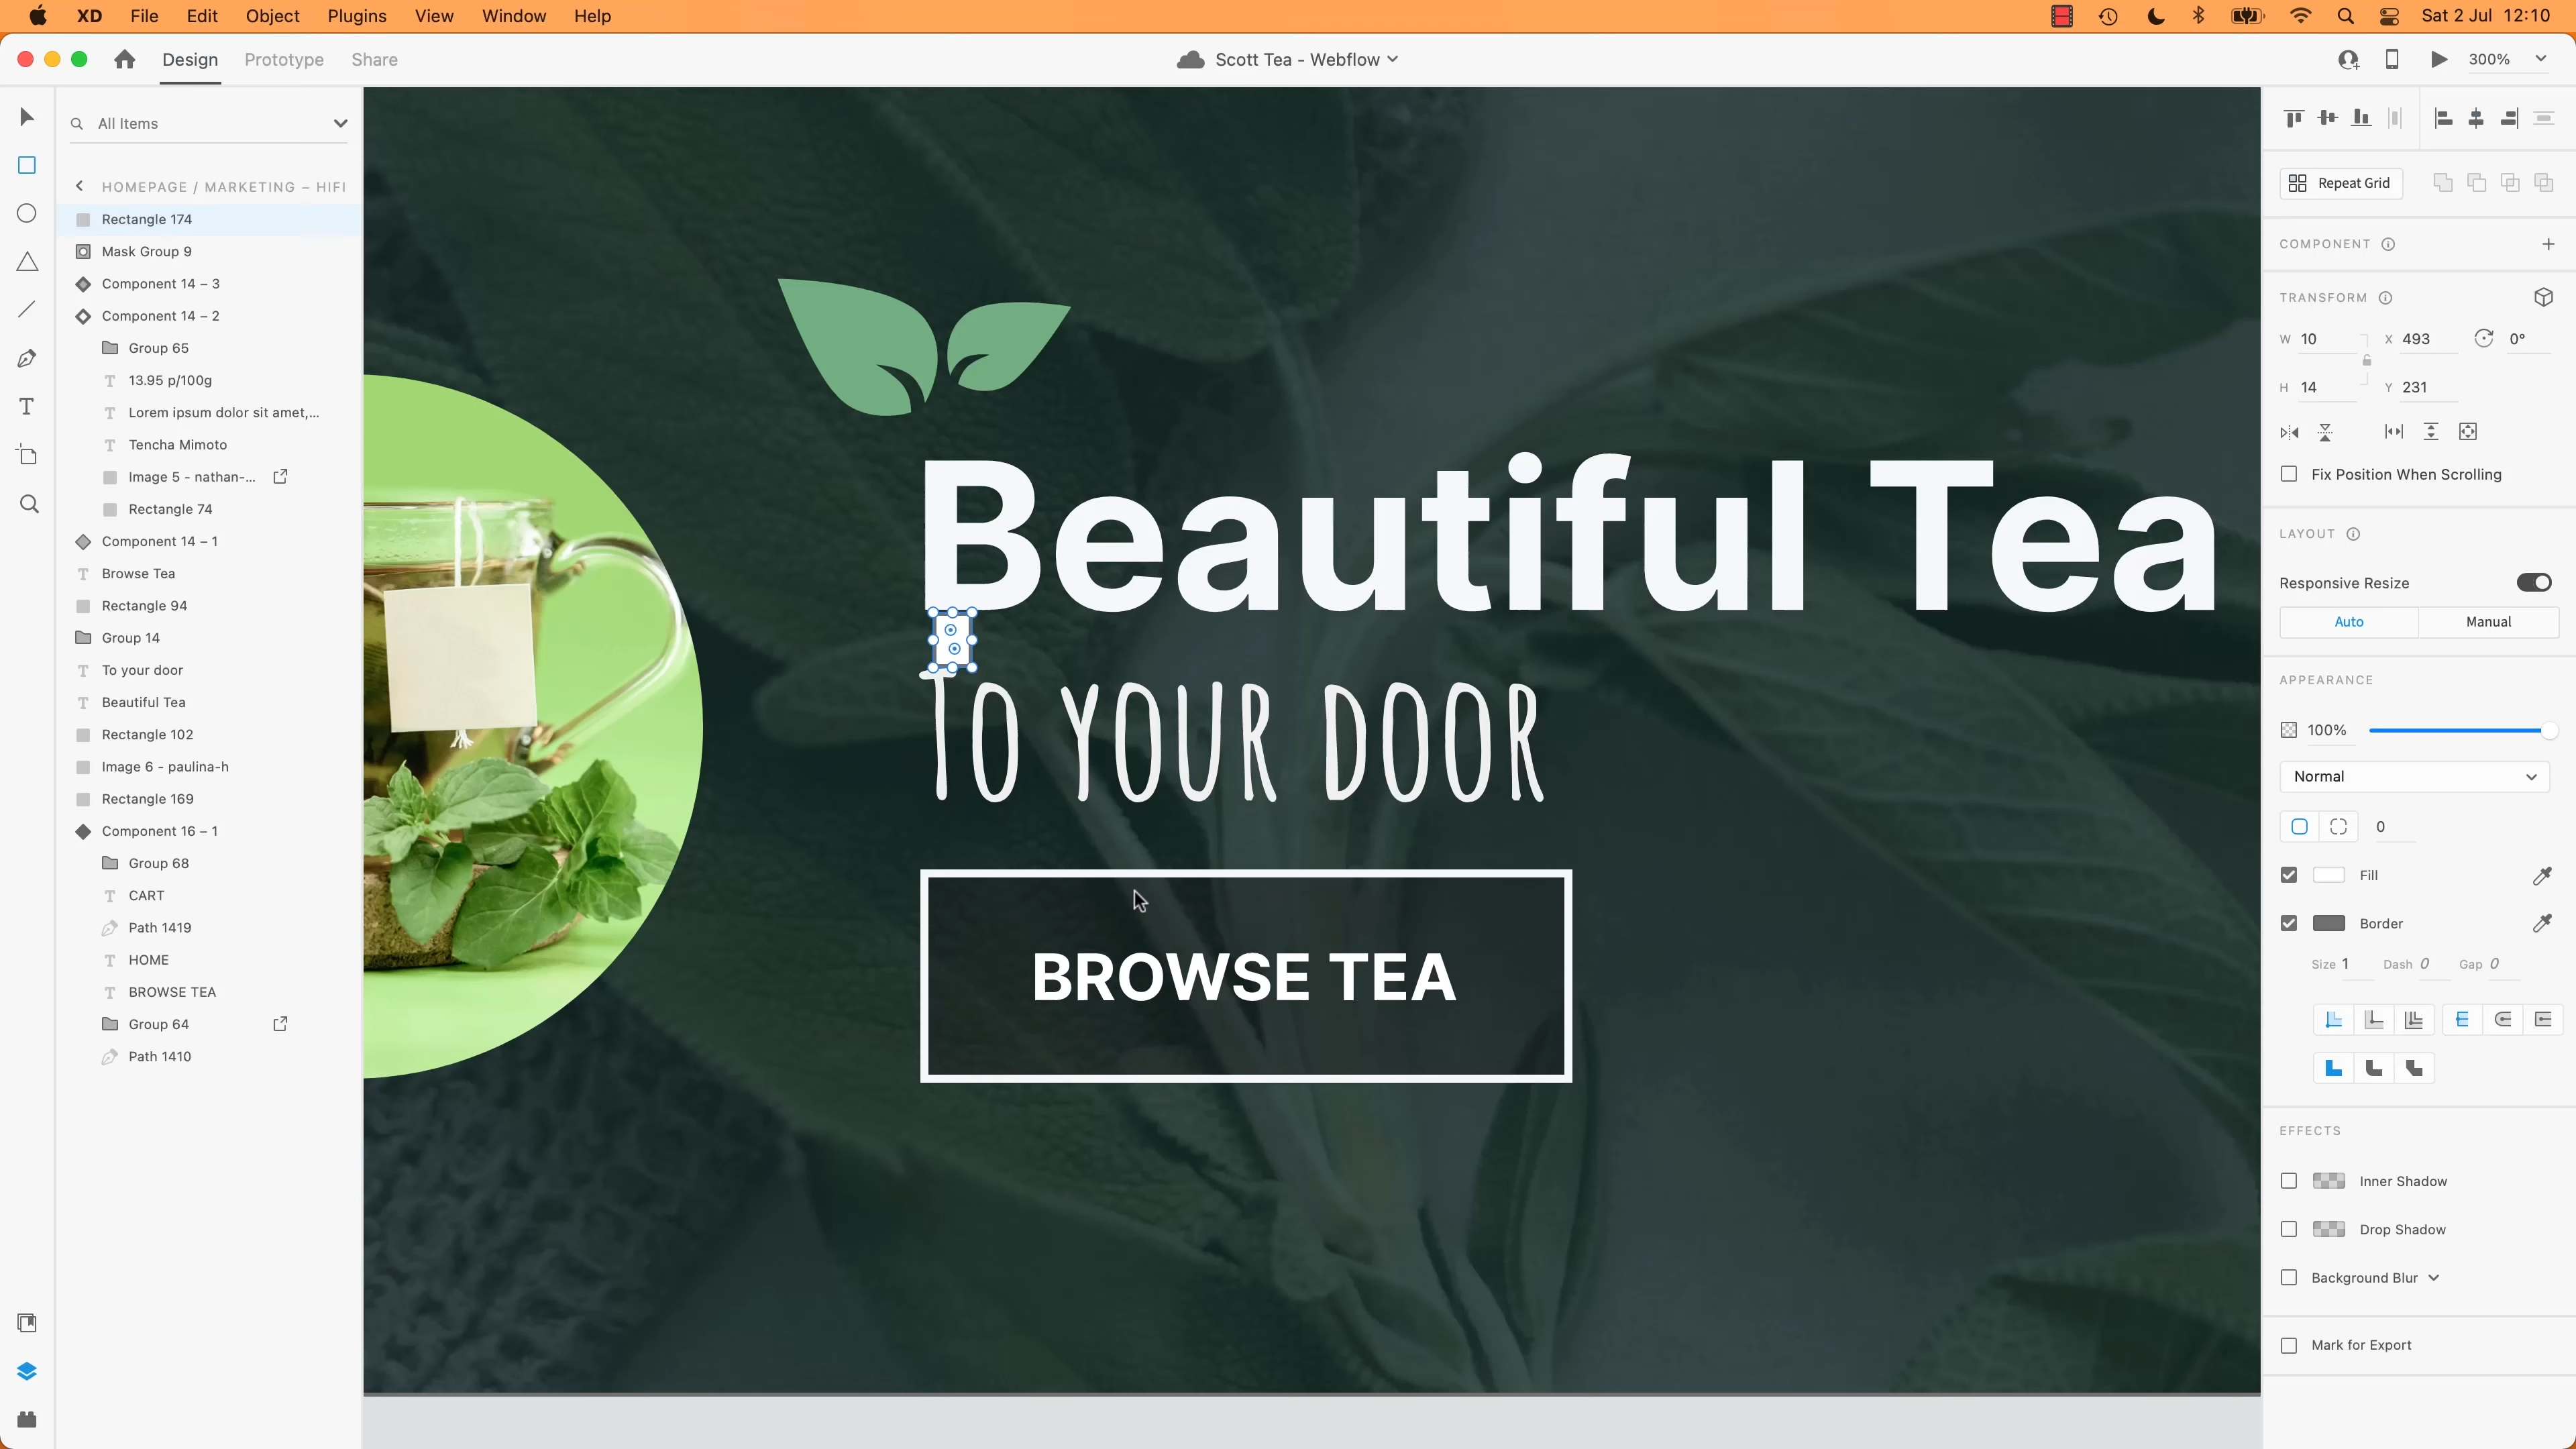 XD File Edit Object Plugins View Window Help Sat 2 Jul 12:10
Design Prototype Share Scott Tea - Webflow 300%
All Items
HOMEPAGE / MARKETING – HIFI
Rectangle 174
Mask Group 9
Component 14 – 3
Component 14 – 2
Group 65
13.95 p/100g
Lorem ipsum dolor sit amet,...
Tencha Mimoto
Image 5 - nathan-...
Rectangle 74
Component 14 – 1
Browse Tea
Rectangle 94
Group 14
To your door
Beautiful Tea
Rectangle 102
Image 6 - paulina-h
Rectangle 169
Component 16 – 1
Group 68
CART
Path 1419
HOME
BROWSE TEA
Group 64
Path 1410
Beautiful Tea
TO YOUR DOOR
BROWSE TEA
Repeat Grid
COMPONENT
TRANSFORM
W 10 X 493 0°
H 14 Y 231
Fix Position When Scrolling
LAYOUT
Responsive Resize
Auto Manual
APPEARANCE
100%
Normal
0
Fill
Border
Size 1 Dash 0 Gap 0
EFFECTS
Inner Shadow
Drop Shadow
Background Blur
Mark for Export